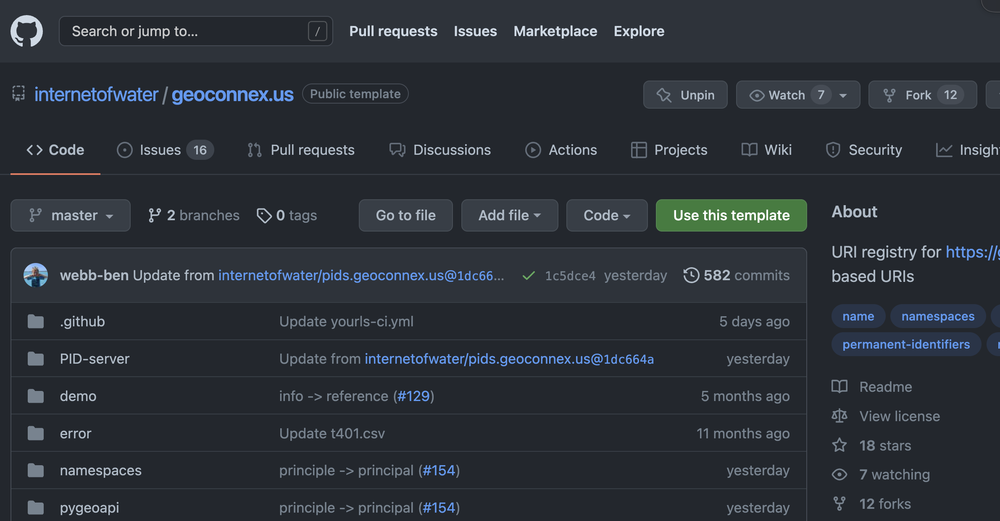 Search or jump to... / Pull requests Issues Marketplace Explore
internetofwater / geoconnex.us Public template Unpin Watch 7 Fork 12
Code Issues 16 Pull requests Discussions Actions Projects Wiki Security Insigh
master 2 branches 0 tags Go to file Add file Code Use this template
About
URI registry for https://g
based URIs
name namespaces
permanent-identifiers
Readme
View license
18 stars
7 watching
12 forks
webb-ben Update from internetofwater/pids.geoconnex.us@1dc66... 1c5dce4 yesterday 582 commits
.github Update yourls-ci.yml 5 days ago
PID-server Update from internetofwater/pids.geoconnex.us@1dc664a yesterday
demo info -> reference (#129) 5 months ago
error Update t401.csv 11 months ago
namespaces principle -> principal (#154) yesterday
pygeoapi principle -> principal (#154) yesterday